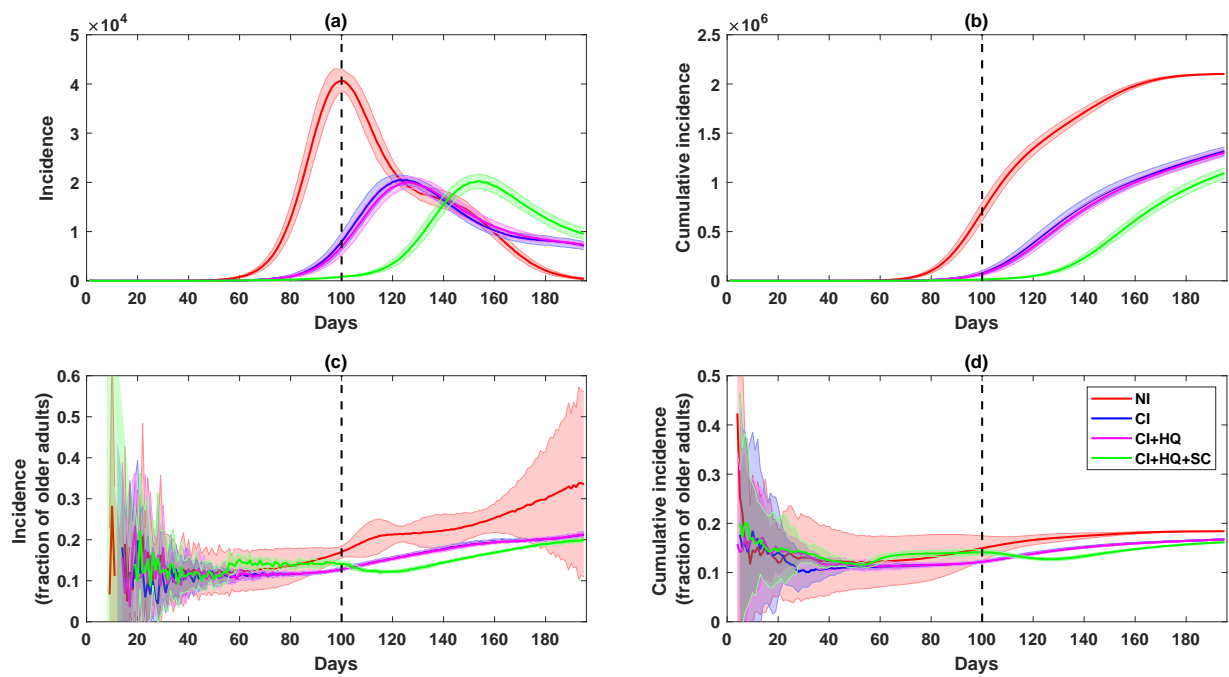 (a)
×10⁴
5
4
3
2
1
0
Incidence
0 20 40 60 80 100 120 140 160 180
Days
(b)
×10⁶
2.5
2
1.5
1
0.5
0
Cumulative incidence
0 20 40 60 80 100 120 140 160 180
Days
(c)
0.6
0.5
0.4
0.3
0.2
0.1
0
Incidence
(fraction of older adults)
0 20 40 60 80 100 120 140 160 180
Days
(d)
0.5
0.4
0.3
0.2
0.1
0
Cumulative incidence
(fraction of older adults)
NI
CI
CI+HQ
CI+HQ+SC
0 20 40 60 80 100 120 140 160 180
Days